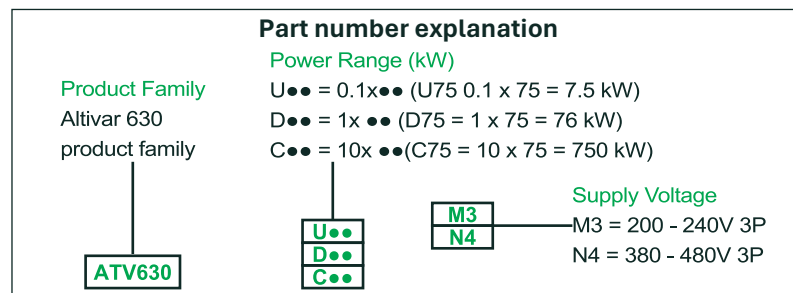 Part number explanation
Power Range (kW)
Product Family
U●● = 0.1x●● (U75 0.1 x 75 = 7.5 kW)
Altivar 630
D●● = 1x ●● (D75 = 1 x 75 = 76 kW)
product family
C●● = 10x ●●(C75 = 10 x 75 = 750 kW)
Supply Voltage
M3
M3 = 200 - 240V 3P
U●●
N4
D●●
N4 = 380 - 480V 3P
ATV630
C●●